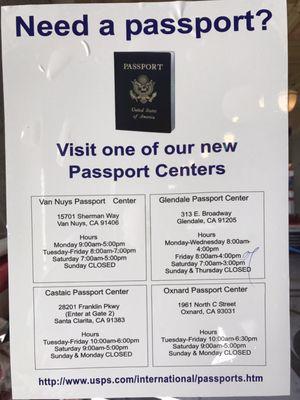 Need a passport?
PASSPORT
United States
of America
Visit one of our new
Passport Centers
Van Nuys Passport Center
15701 Sherman Way
Van Nuys, CA 91406
Hours
Monday 9:00am-5:00pm
Tuesday-Friday 8:00am-7:00pm
Saturday 7:00am-5:00pm
Sunday CLOSED
Glendale Passport Center
313 E. Broadway
Glendale, CA 91205
Hours
Monday-Wednesday 8:00am-
4:00pm
Friday 8:00am-4:00pm
Saturday 7:00am-3:00pm
Sunday & Thursday CLOSED
Castaic Passport Center
28201 Franklin Pkwy
(Enter at Gate 2)
Santa Clarita, CA 91383
Hours
Tuesday-Friday 10:00am-6:00pm
Saturday 9:00am-5:00pm
Sunday & Monday CLOSED
Oxnard Passport Center
1961 North C Street
Oxnard, CA 93031
Hours
Tuesday-Friday 10:00am-6:30pm
Saturday 9:00am-5:00pm
Sunday & Monday CLOSED
http://www.usps.com/international/passports.htm